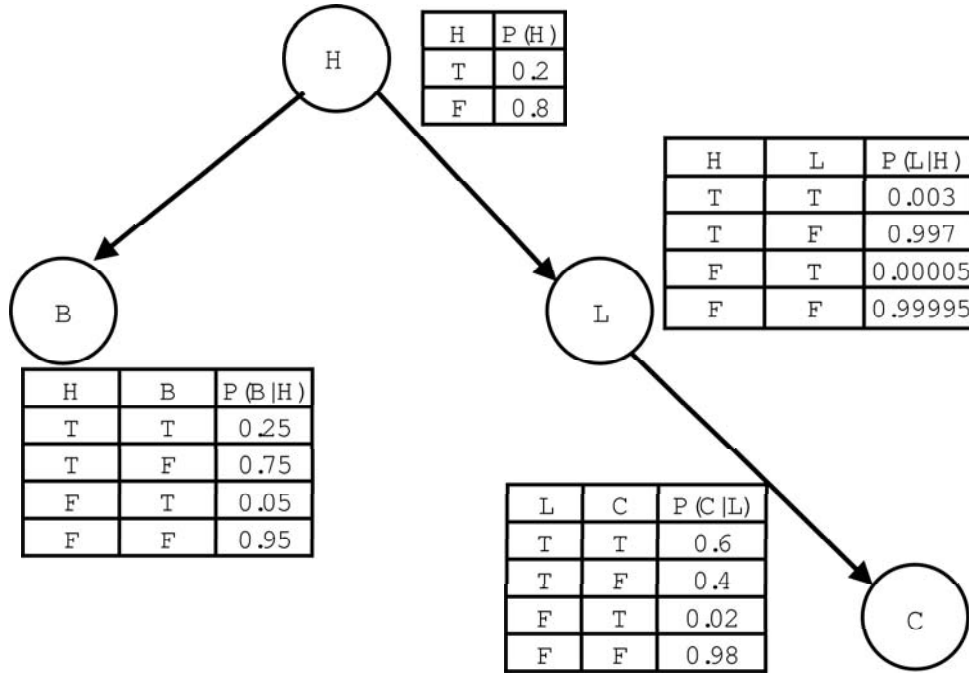 H
H P(H)
T 0.2
F 0.8
H L P(L|H)
T T 0.003
T F 0.997
F T 0.00005
F F 0.99995
B
L
H B P(B|H)
T T 0.25
T F 0.75
F T 0.05
F F 0.95
L C P(C|L)
T T 0.6
T F 0.4
F T 0.02
F F 0.98
C